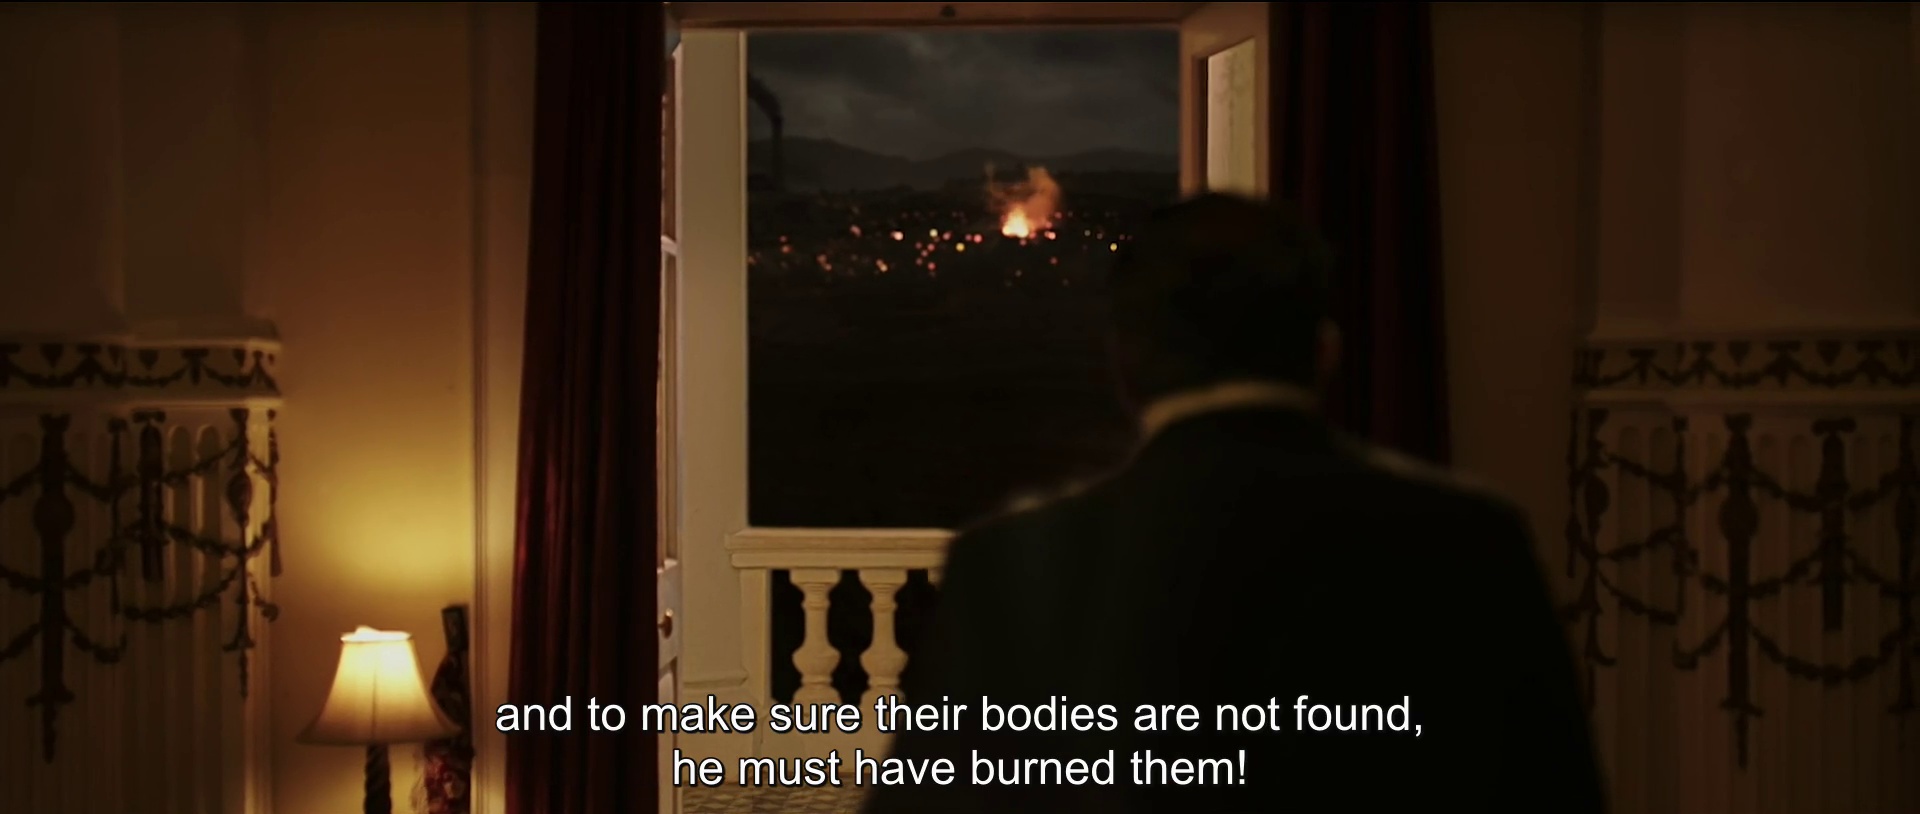 and to make sure their bodies are not found,
he must have burned them!